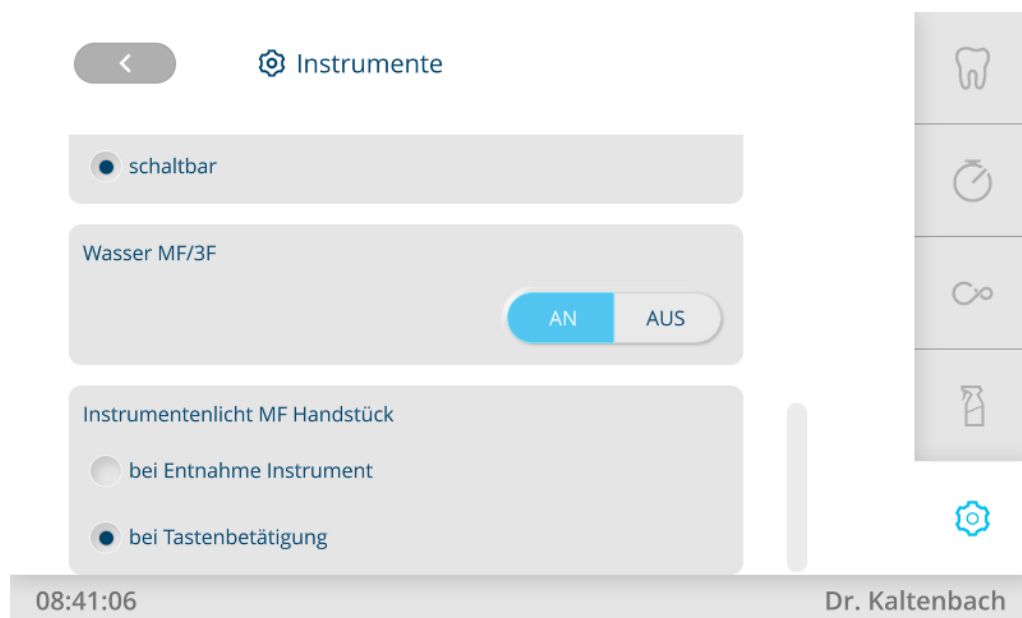 Instrumente
schaltbar
Wasser MF/3F
AN AUS
Instrumentenlicht MF Handstück
bei Entnahme Instrument
bei Tastenbetätigung
08:41:06 Dr. Kaltenbach